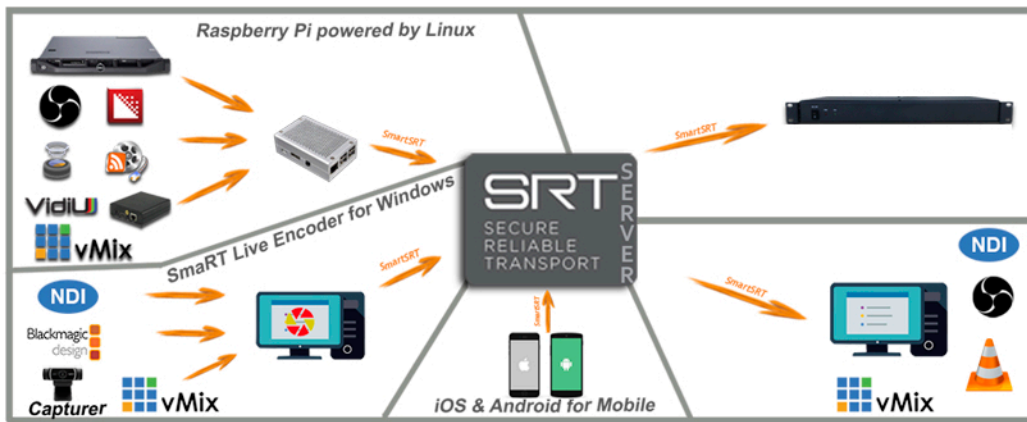 Raspberry Pi powered by Linux
SmartSRT
VidiU
vMix
SmaRT Live Encoder for Windows
SmartSRT
SRT
SECURE
RELIABLE
TRANSPORT
SERVER
SmartSRT
NDI
Blackmagic
design
Capturer
vMix
SmartSRT
iOS & Android for Mobile
SmartSRT
NDI
vMix